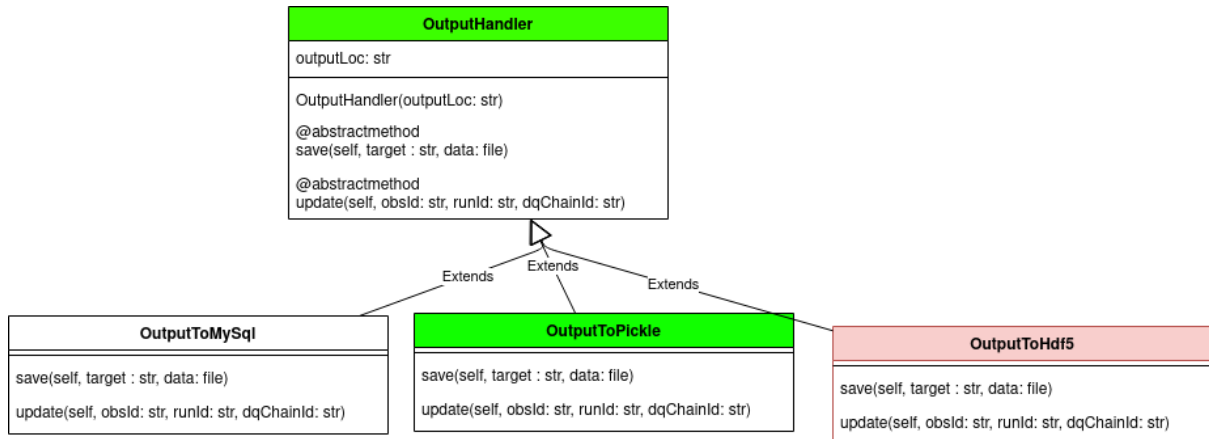 OutputHandler
outputLoc: str
OutputHandler(outputLoc: str)
@abstractmethod
save(self, target : str, data: file)
@abstractmethod
update(self, obsId: str, runId: str, dqChainId: str)
Extends
Extends
Extends
OutputToMySql
save(self, target : str, data: file)
update(self, obsId: str, runId: str, dqChainId: str)
OutputToPickle
save(self, target : str, data: file)
update(self, obsId: str, runId: str, dqChainId: str)
OutputToHdf5
save(self, target : str, data: file)
update(self, obsId: str, runId: str, dqChainId: str)